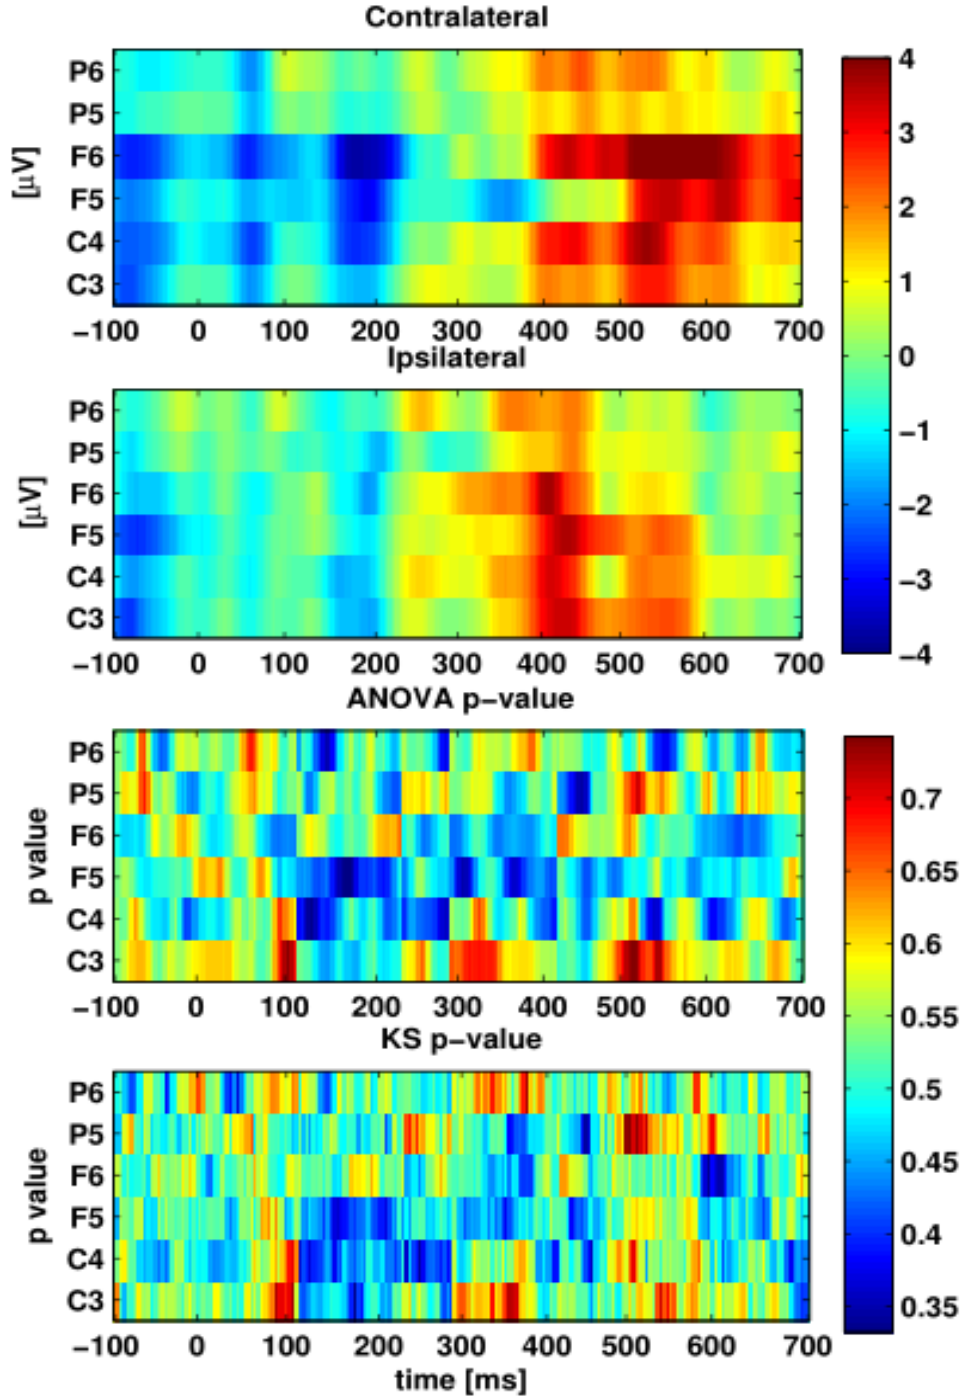 Contralateral
[μV]
P6
P5
F6
F5
C4
C3
−100 0 100 200 300 400 500 600 700
Ipsilateral
[μV]
P6
P5
F6
F5
C4
C3
−100 0 100 200 300 400 500 600 700
4
3
2
1
0
−1
−2
−3
−4
ANOVA p−value
p value
P6
P5
F6
F5
C4
C3
−100 0 100 200 300 400 500 600 700
KS p−value
p value
P6
P5
F6
F5
C4
C3
−100 0 100 200 300 400 500 600 700
time [ms]
0.7
0.65
0.6
0.55
0.5
0.45
0.4
0.35